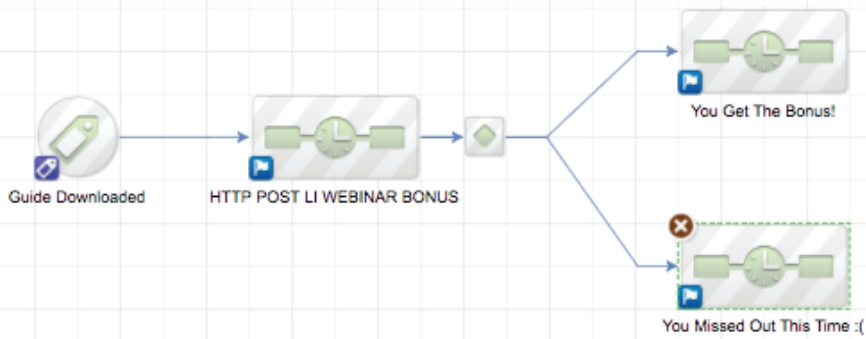 You Get The Bonus!
Guide Downloaded
HTTP POST LI WEBINAR BONUS
You Missed Out This Time :(